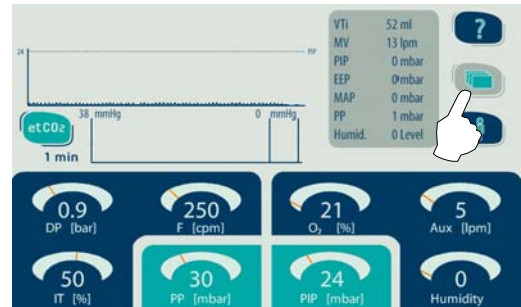 24
PIP
VTi 52 ml
MV 13 lpm
PIP 0 mbar
EEP 0 mbar
MAP 0 mbar
PP 1 mbar
Humid. 0 Level
?
etCO₂
38 mmHg 0 mmHg
1 min
0.9
DP [bar]
250
F [cpm]
21
O₂ [%]
5
Aux [lpm]
50
IT [%]
30
PP [mbar]
24
PIP [mbar]
0
Humidity